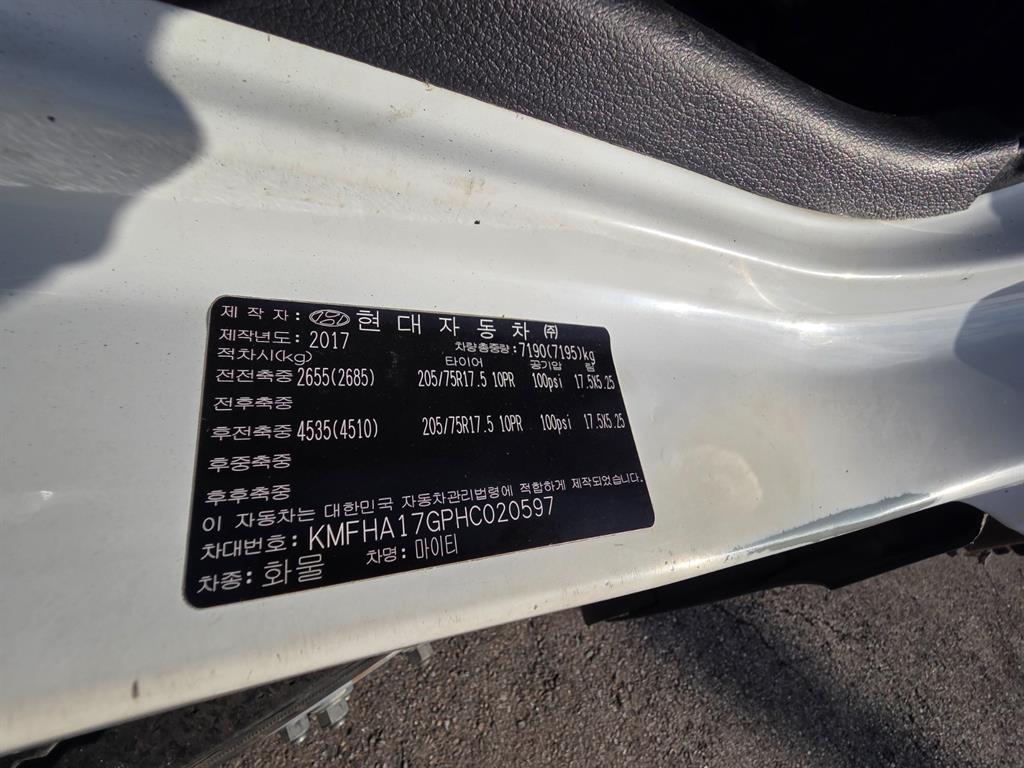 제 작 자 : 현 대 자 동 차 ㈜
제작년도 : 2017 차량총중량 : 7190(7195)kg
적차시(kg) 타이어 공기압 림
전전축중 2655(2685) 205/75R17.5 10PR 100psi 17.5X5.25
전후축중
후전축중 4535(4510) 205/75R17.5 10PR 100psi 17.5X5.25
후중축중
후후축중
이 자동차는 대한민국 자동차관리법령에 적합하게 제작되었습니다.
차대번호 : KMFHA17GPHC020597
차종: 화물 차명: 마이티